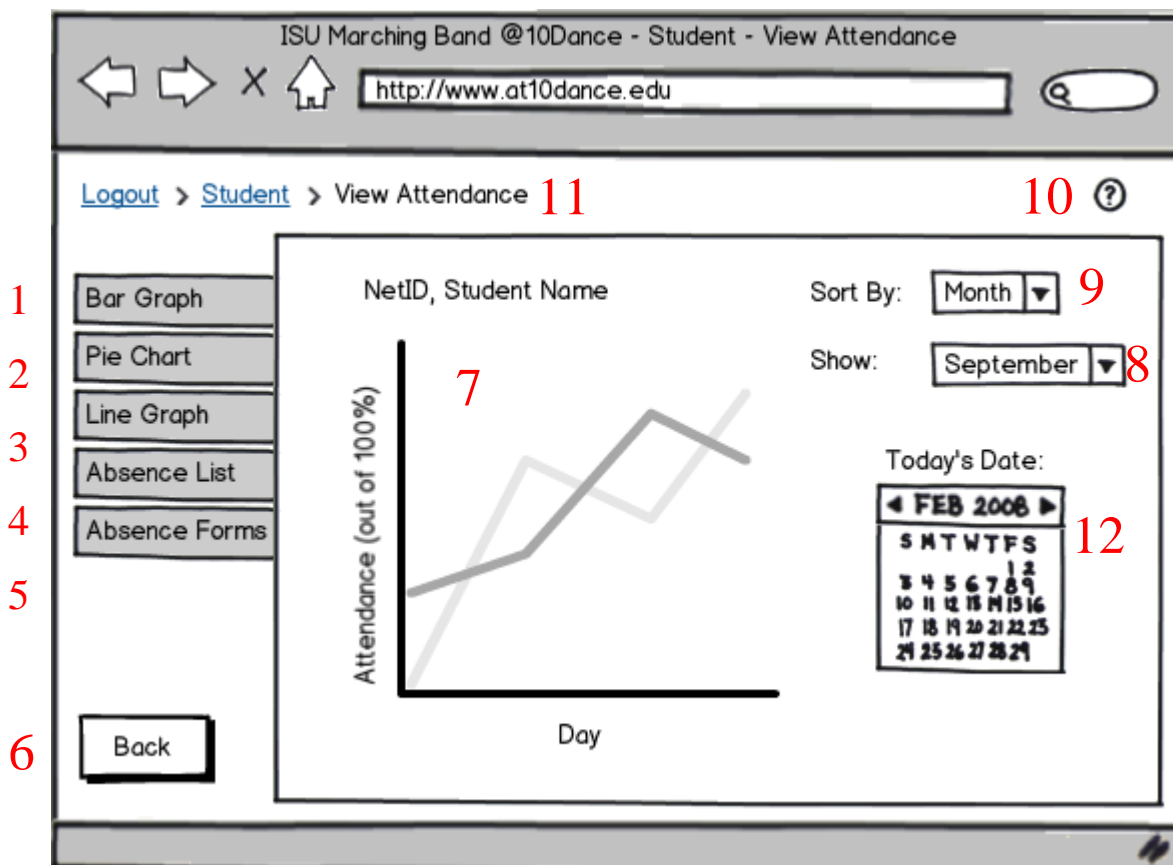 ISU Marching Band @10Dance - Student - View Attendance
http://www.at10dance.edu
Logout > Student > View Attendance 11
10 ?
1 Bar Graph
2 Pie Chart
Line Graph
3 Absence List
4 Absence Forms
5
6 Back
NetID, Student Name
Sort By: Month 9
Show: September 8
7
Attendance (out of 100%)
Day
Today's Date:
FEB 2008
12
S M T W T F S
1 2
3 4 5 6 7 8 9
10 11 12 13 14 15 16
17 18 19 20 21 22 23
24 25 26 27 28 29